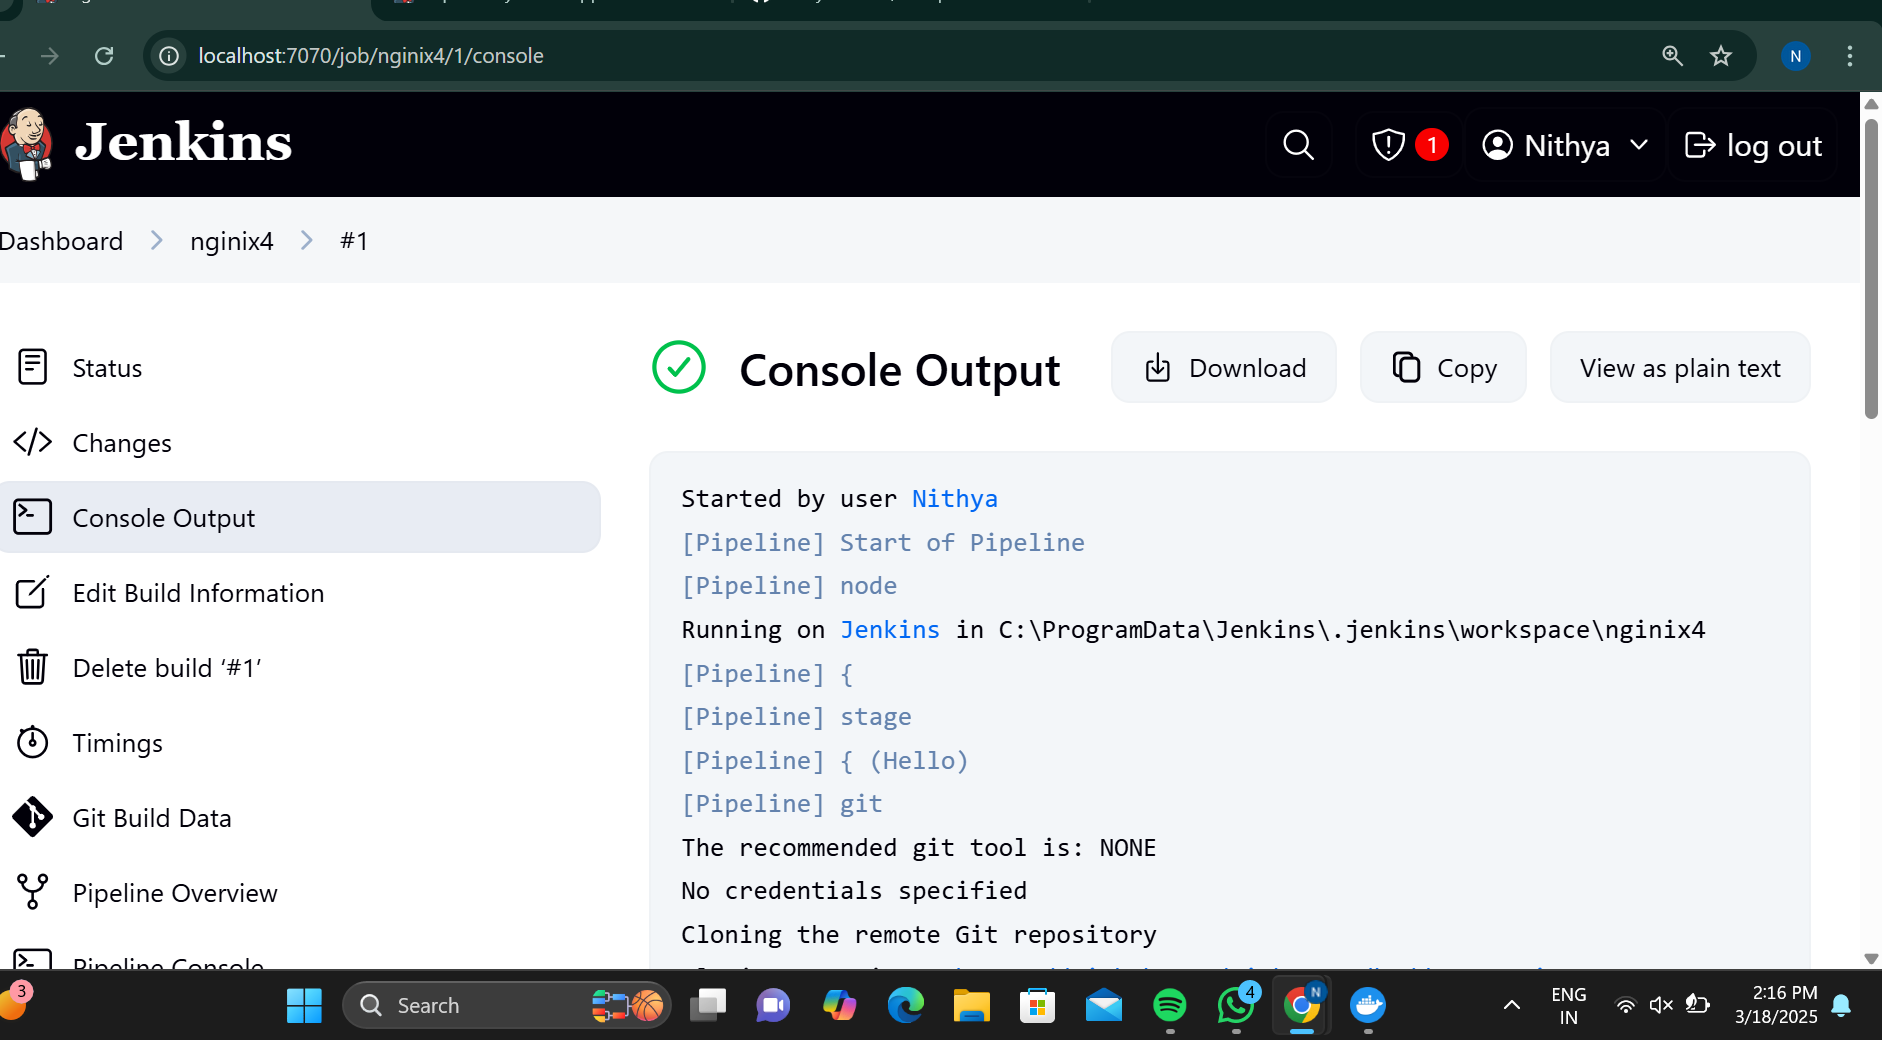 localhost:7070/job/nginix4/1/console
N
Jenkins
1
Nithya
log out
Dashboard
nginix4
#1
Status
Changes
Console Output
Edit Build Information
Delete build ‘#1’
Timings
Git Build Data
Pipeline Overview
Pipeline Console
Console Output
Download
Copy
View as plain text
Started by user Nithya
[Pipeline] Start of Pipeline
[Pipeline] node
Running on Jenkins in C:\ProgramData\Jenkins\.jenkins\workspace\nginix4
[Pipeline] {
[Pipeline] stage
[Pipeline] { (Hello)
[Pipeline] git
The recommended git tool is: NONE
No credentials specified
Cloning the remote Git repository
3
Search
4
N
ENG
IN
2:16 PM
3/18/2025